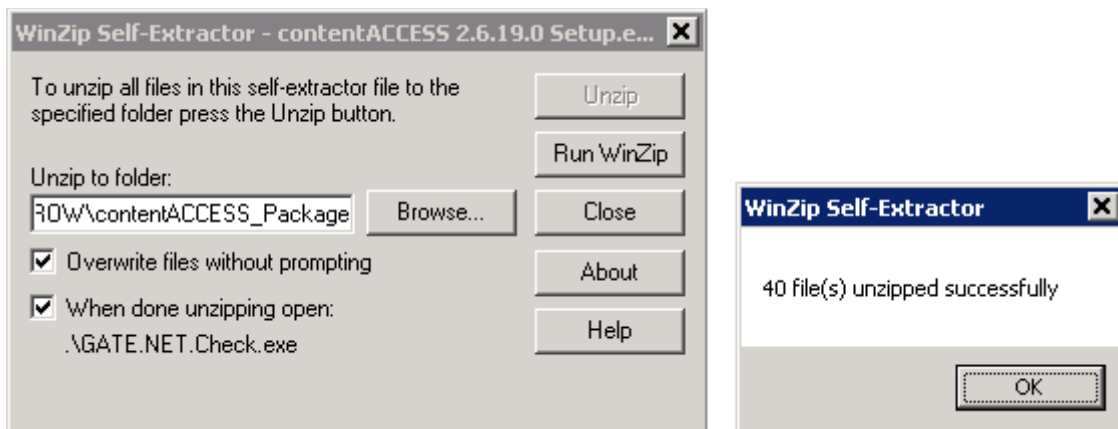 WinZip Self-Extractor - contentACCESS 2.6.19.0 Setup.e...
To unzip all files in this self-extractor file to the
specified folder press the Unzip button.
Unzip
Run WinZip
Unzip to folder:
ROW\contentACCESS_Package
Browse...
Close
Overwrite files without prompting
About
When done unzipping open:
.\GATE.NET.Check.exe
Help
WinZip Self-Extractor
40 file(s) unzipped successfully
OK